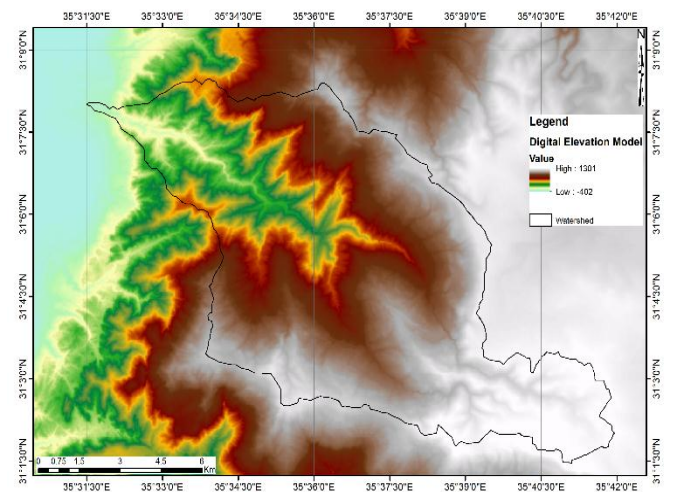 35°31'30"E 35°33'0"E 35°34'30"E 35°36'0"E 35°37'30"E 35°39'0"E 35°40'30"E 35°42'0"E
N
31°9'0"N 31°9'0"N
Legend
Digital Elevation Model
Value
High : 1301
Low : -402
Watershed
31°7'30"N 31°7'30"N
31°6'0"N 31°6'0"N
31°4'30"N 31°4'30"N
31°3'0"N 31°3'0"N
31°1'30"N 31°1'30"N
0 0.75 1.5 3 4.5 6
Km
35°31'30"E 35°33'0"E 35°34'30"E 35°36'0"E 35°37'30"E 35°39'0"E 35°40'30"E 35°42'0"E